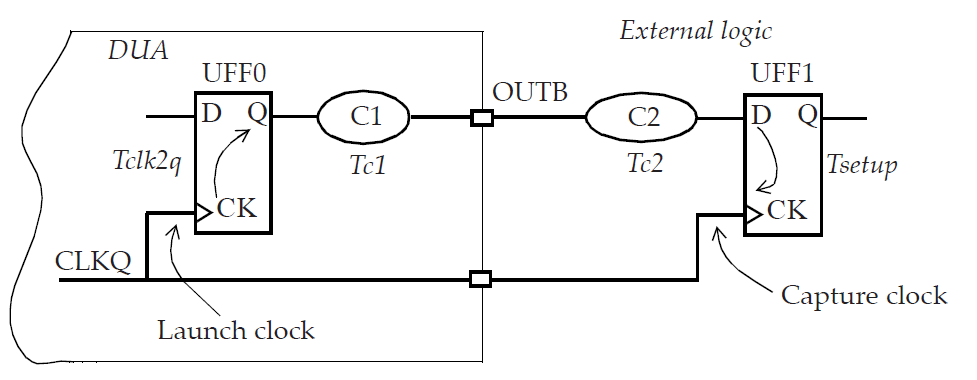 DUA
External logic
UFF0
UFF1
OUTB
D Q
C1
C2
D Q
Tclk2q
Tc1
Tc2
Tsetup
CK
CK
CLKQ
Launch clock
Capture clock